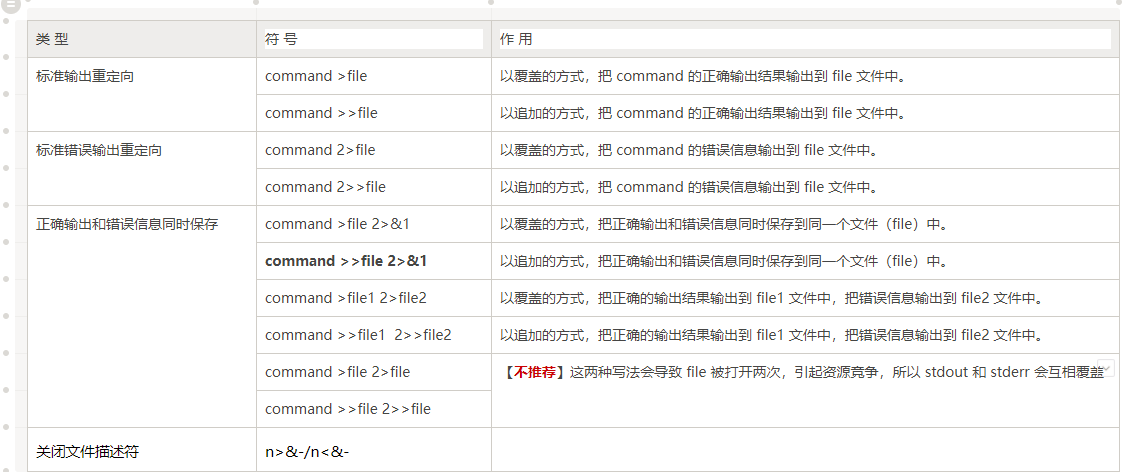 类 型 符 号 作 用
标准输出重定向 command >file 以覆盖的方式，把 command 的正确输出结果输出到 file 文件中。
command >>file 以追加的方式，把 command 的正确输出结果输出到 file 文件中。
标准错误输出重定向 command 2>file 以覆盖的方式，把 command 的错误信息输出到 file 文件中。
command 2>>file 以追加的方式，把 command 的错误信息输出到 file 文件中。
正确输出和错误信息同时保存 command >file 2>&1 以覆盖的方式，把正确输出和错误信息同时保存到同一个文件（file）中。
command >>file 2>&1 以追加的方式，把正确输出和错误信息同时保存到同一个文件（file）中。
command >file1 2>file2 以覆盖的方式，把正确的输出结果输出到 file1 文件中，把错误信息输出到 file2 文件中。
command >>file1  2>>file2 以追加的方式，把正确的输出结果输出到 file1 文件中，把错误信息输出到 file2 文件中。
command >file 2>file 【不推荐】这两种写法会导致 file 被打开两次，引起资源竞争，所以 stdout 和 stderr 会互相覆盖
command >>file 2>>file
关闭文件描述符 n>&-/n<&-